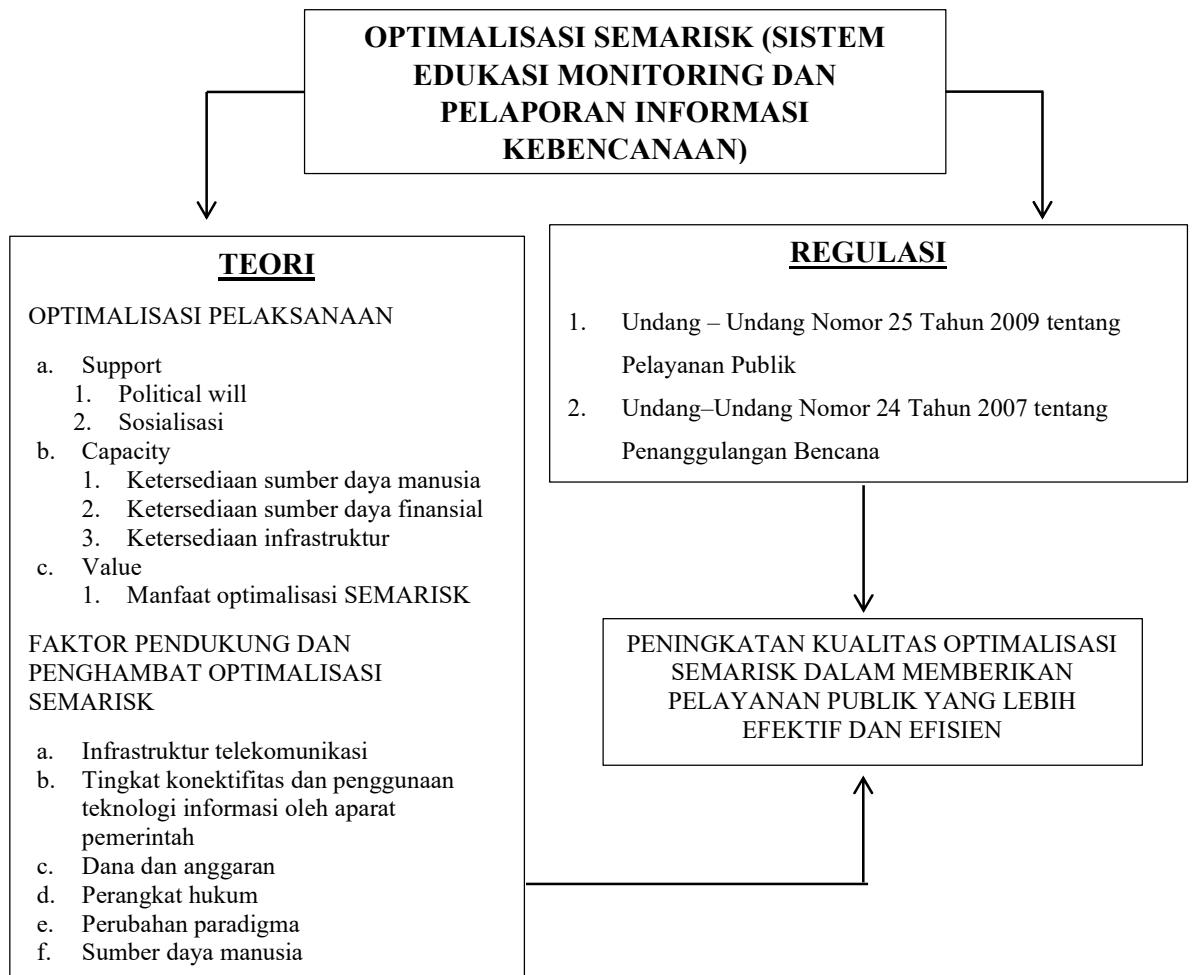 OPTIMALISASI SEMARISK (SISTEM
EDUKASI MONITORING DAN
PELAPORAN INFORMASI
KEBENCANAAN)
TEORI
OPTIMALISASI PELAKSANAAN
a. Support
1. Political will
2. Sosialisasi
b. Capacity
1. Ketersediaan sumber daya manusia
2. Ketersediaan sumber daya finansial
3. Ketersediaan infrastruktur
c. Value
1. Manfaat optimalisasi SEMARISK
FAKTOR PENDUKUNG DAN
PENGHAMBAT OPTIMALISASI
SEMARISK
a. Infrastruktur telekomunikasi
b. Tingkat konektifitas dan penggunaan
teknologi informasi oleh aparat
pemerintah
c. Dana dan anggaran
d. Perangkat hukum
e. Perubahan paradigma
f. Sumber daya manusia
REGULASI
1. Undang – Undang Nomor 25 Tahun 2009 tentang
Pelayanan Publik
2. Undang–Undang Nomor 24 Tahun 2007 tentang
Penanggulangan Bencana
PENINGKATAN KUALITAS OPTIMALISASI
SEMARISK DALAM MEMBERIKAN
PELAYANAN PUBLIK YANG LEBIH
EFEKTIF DAN EFISIEN